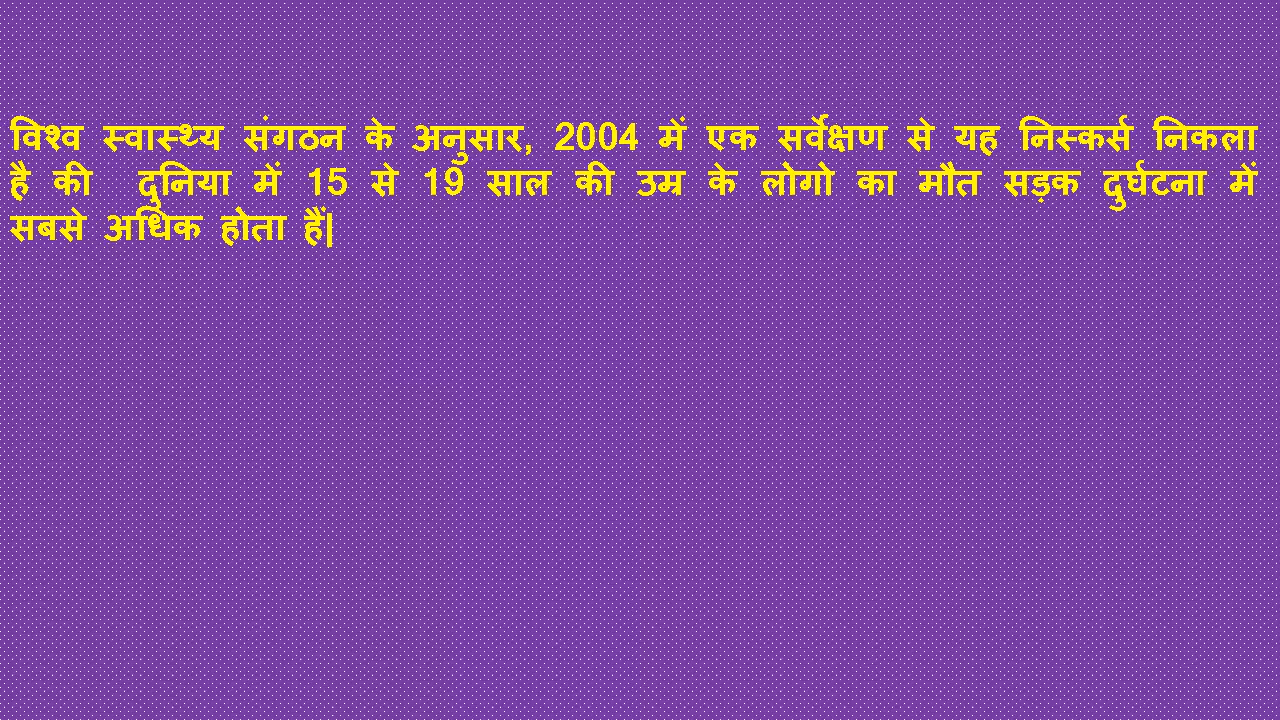 विश्व स्वास्थ्य संगठन के अनुसार, 2004 में एक सर्वेक्षण से यह निस्कर्स निकला
है की दुनिया में 15 से 19 साल की उम्र के लोगो का मौत सड़क दुर्घटना में
सबसे अधिक होता हैं|